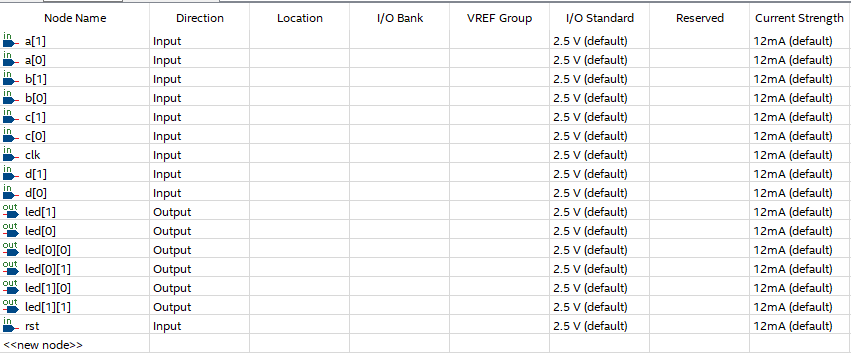 Node Name Direction Location I/O Bank VREF Group I/O Standard Reserved Current Strength
in a[1] Input 2.5 V (default) 12mA (default)
in a[0] Input 2.5 V (default) 12mA (default)
in b[1] Input 2.5 V (default) 12mA (default)
in b[0] Input 2.5 V (default) 12mA (default)
in c[1] Input 2.5 V (default) 12mA (default)
in c[0] Input 2.5 V (default) 12mA (default)
in clk Input 2.5 V (default) 12mA (default)
in d[1] Input 2.5 V (default) 12mA (default)
in d[0] Input 2.5 V (default) 12mA (default)
out led[1] Output 2.5 V (default) 12mA (default)
out led[0] Output 2.5 V (default) 12mA (default)
out led[0][0] Output 2.5 V (default) 12mA (default)
out led[0][1] Output 2.5 V (default) 12mA (default)
out led[1][0] Output 2.5 V (default) 12mA (default)
out led[1][1] Output 2.5 V (default) 12mA (default)
in rst Input 2.5 V (default) 12mA (default)
<<new node>>